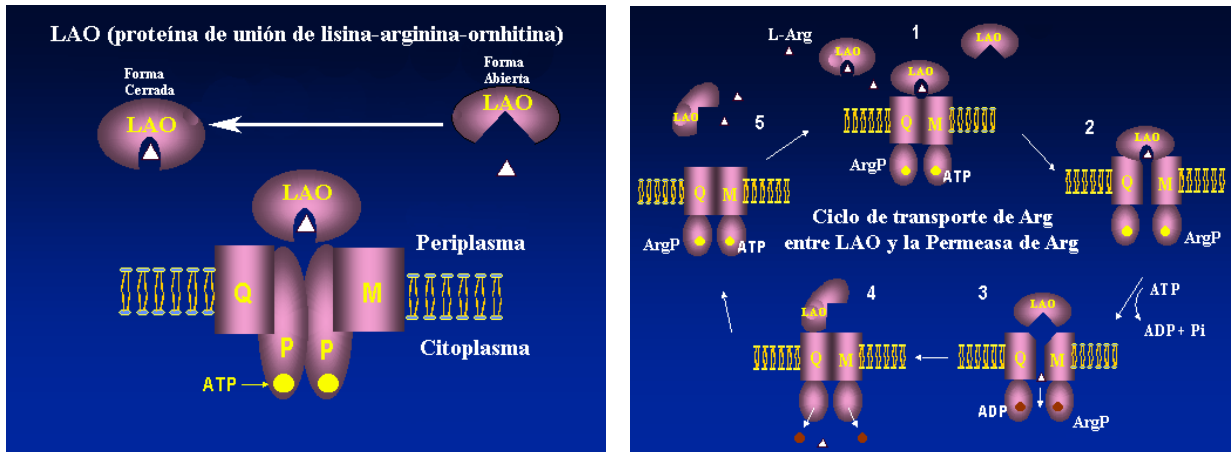 LAO (proteína de unión de lisina-arginina-ornhitina)
Forma
Cerrada
Forma
Abierta
LAO
LAO
LAO
Periplasma
Q
M
P
P
Citoplasma
ATP
L-Arg
1
LAO
LAO
LAO
LAO
5
Q
M
ArgP
ATP
2
LAO
Q
M
ArgP
Q
M
ArgP
ATP
Ciclo de transporte de Arg
entre LAO y la Permeasa de Arg
ATP
ADP + Pi
3
LAO
Q
M
ADP
ArgP
4
LAO
Q
M